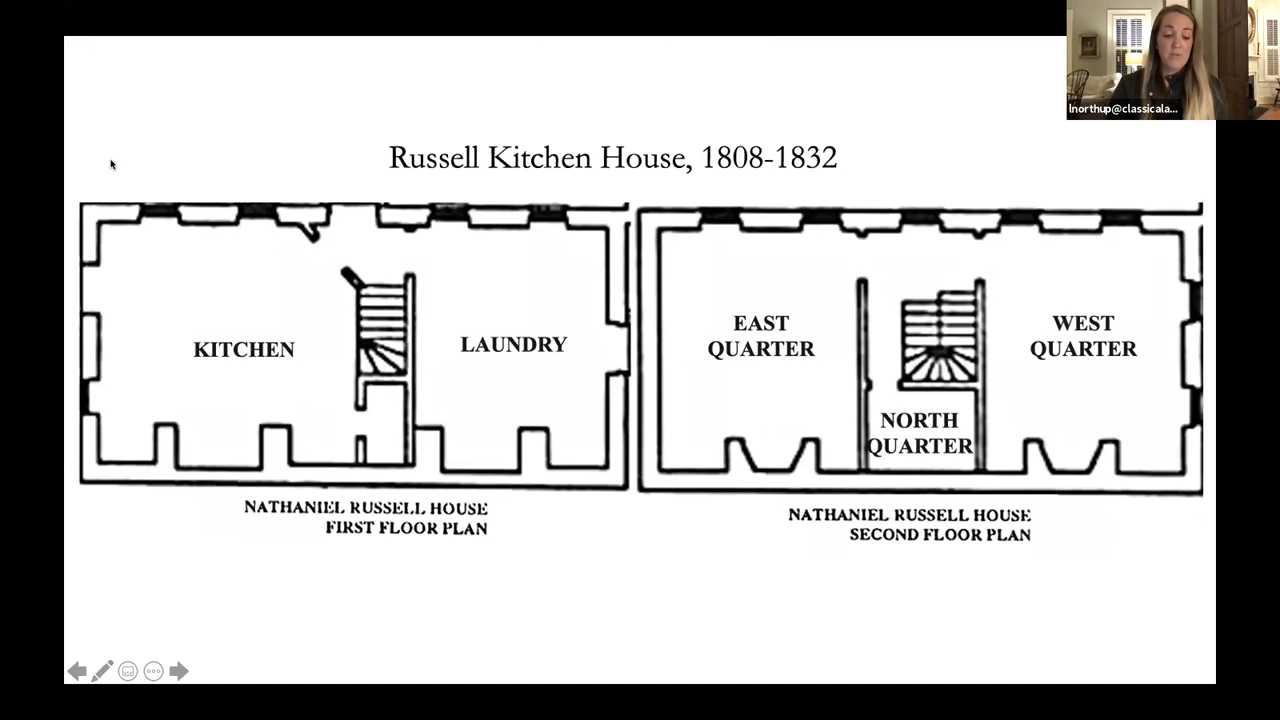 lnorthup@classicala...
Russell Kitchen House, 1808-1832
KITCHEN
LAUNDRY
EAST
QUARTER
WEST
QUARTER
NORTH
QUARTER
NATHANIEL RUSSELL HOUSE
FIRST FLOOR PLAN
NATHANIEL RUSSELL HOUSE
SECOND FLOOR PLAN